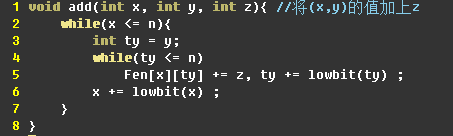 1 void add(int x, int y, int z){ //将(x,y)的值加上z
2 while(x <= n){
3 int ty = y;
4 while(ty <= n)
5 Fen[x][ty] += z, ty += lowbit(ty) ;
6 x += lowbit(x) ;
7 }
8 }